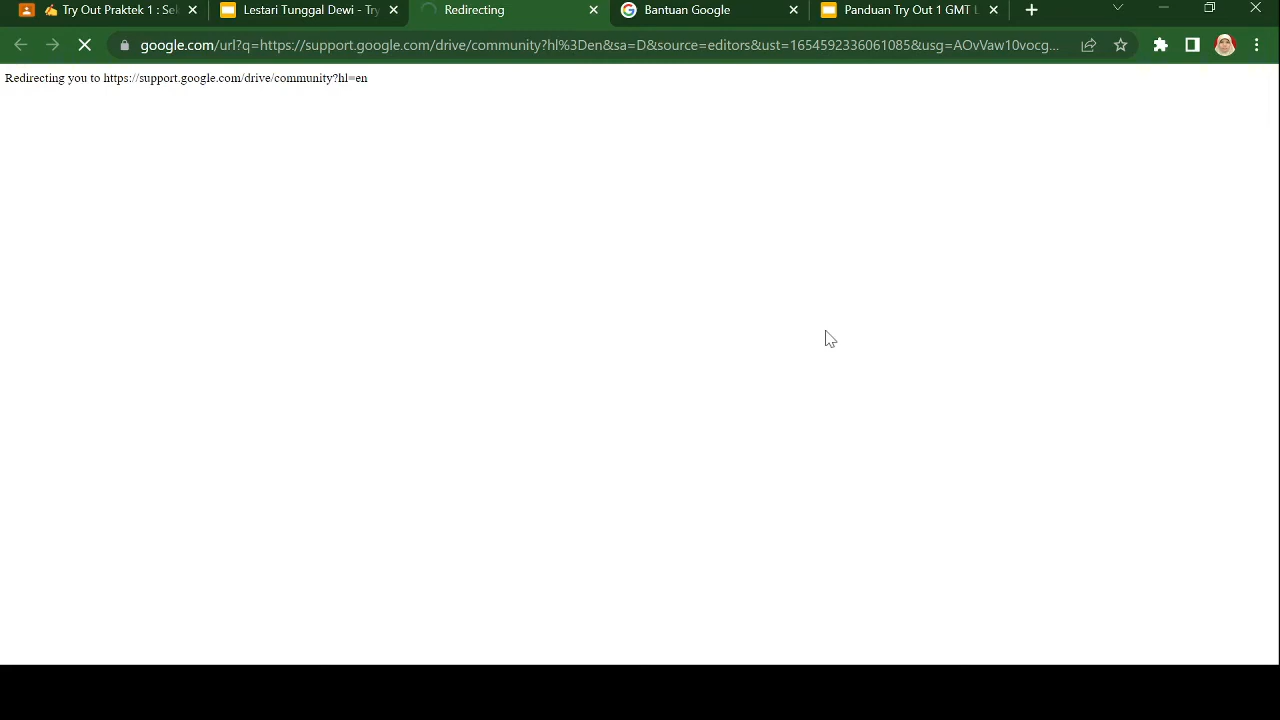 ✍ Try Out Praktek 1 : Sek
Lestari Tunggal Dewi - Try
Redirecting
Bantuan Google
Panduan Try Out 1 GMT L
google.com/url?q=https://support.google.com/drive/community?hl%3Den&sa=D&source=editors&ust=1654592336061085&usg=AOvVaw10vocg...
Redirecting you to https://support.google.com/drive/community?hl=en